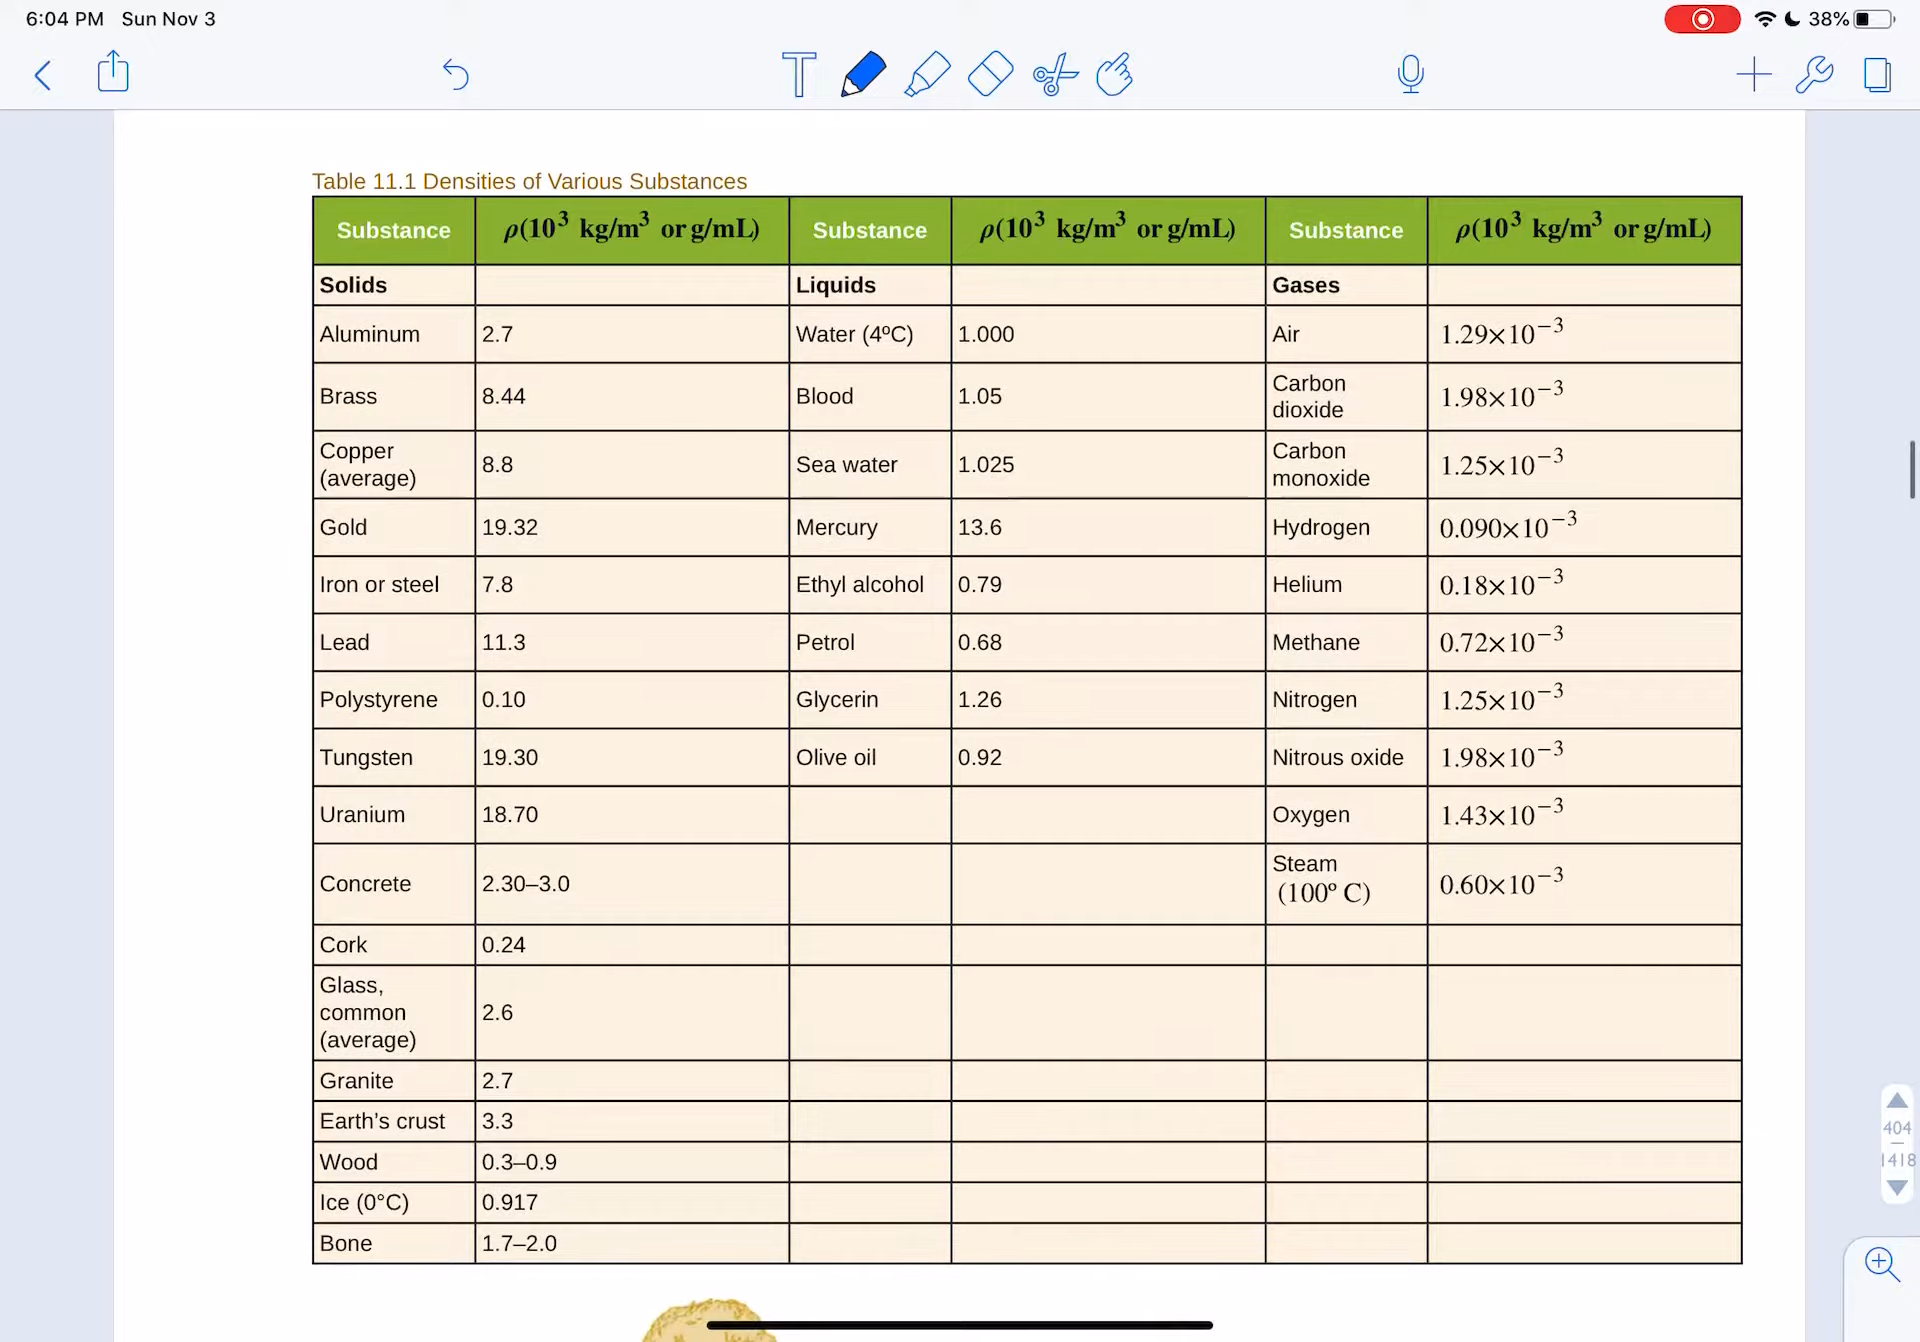 6:04 PM Sun Nov 3
38%
Table 11.1 Densities of Various Substances
Substance ρ(10³ kg/m³ or g/mL) Substance ρ(10³ kg/m³ or g/mL) Substance ρ(10³ kg/m³ or g/mL)
Solids Liquids Gases
Aluminum 2.7 Water (4ºC) 1.000 Air 1.29×10⁻³
Brass 8.44 Blood 1.05 Carbon dioxide 1.98×10⁻³
Copper (average) 8.8 Sea water 1.025 Carbon monoxide 1.25×10⁻³
Gold 19.32 Mercury 13.6 Hydrogen 0.090×10⁻³
Iron or steel 7.8 Ethyl alcohol 0.79 Helium 0.18×10⁻³
Lead 11.3 Petrol 0.68 Methane 0.72×10⁻³
Polystyrene 0.10 Glycerin 1.26 Nitrogen 1.25×10⁻³
Tungsten 19.30 Olive oil 0.92 Nitrous oxide 1.98×10⁻³
Uranium 18.70 Oxygen 1.43×10⁻³
Concrete 2.30–3.0 Steam (100º C) 0.60×10⁻³
Cork 0.24
Glass, common (average) 2.6
Granite 2.7
Earth's crust 3.3
Wood 0.3–0.9
Ice (0°C) 0.917
Bone 1.7–2.0
404
1418